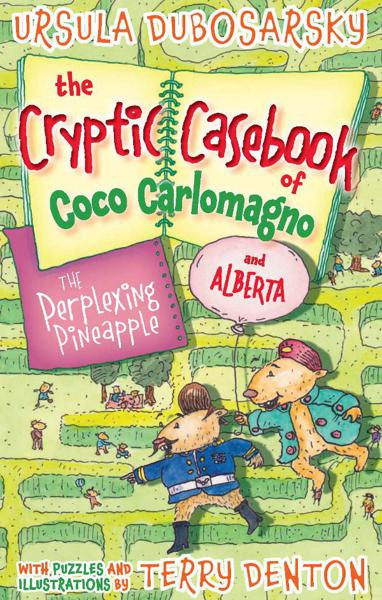 URSULA DUBOSARSKY
the
Cryptic Casebook
of
Coco Carlomagno
and
ALBERTA
THE
Perplexing
Pineapple
WITH PUZZLES AND
ILLUSTRATIONS BY
TERRY DENTON